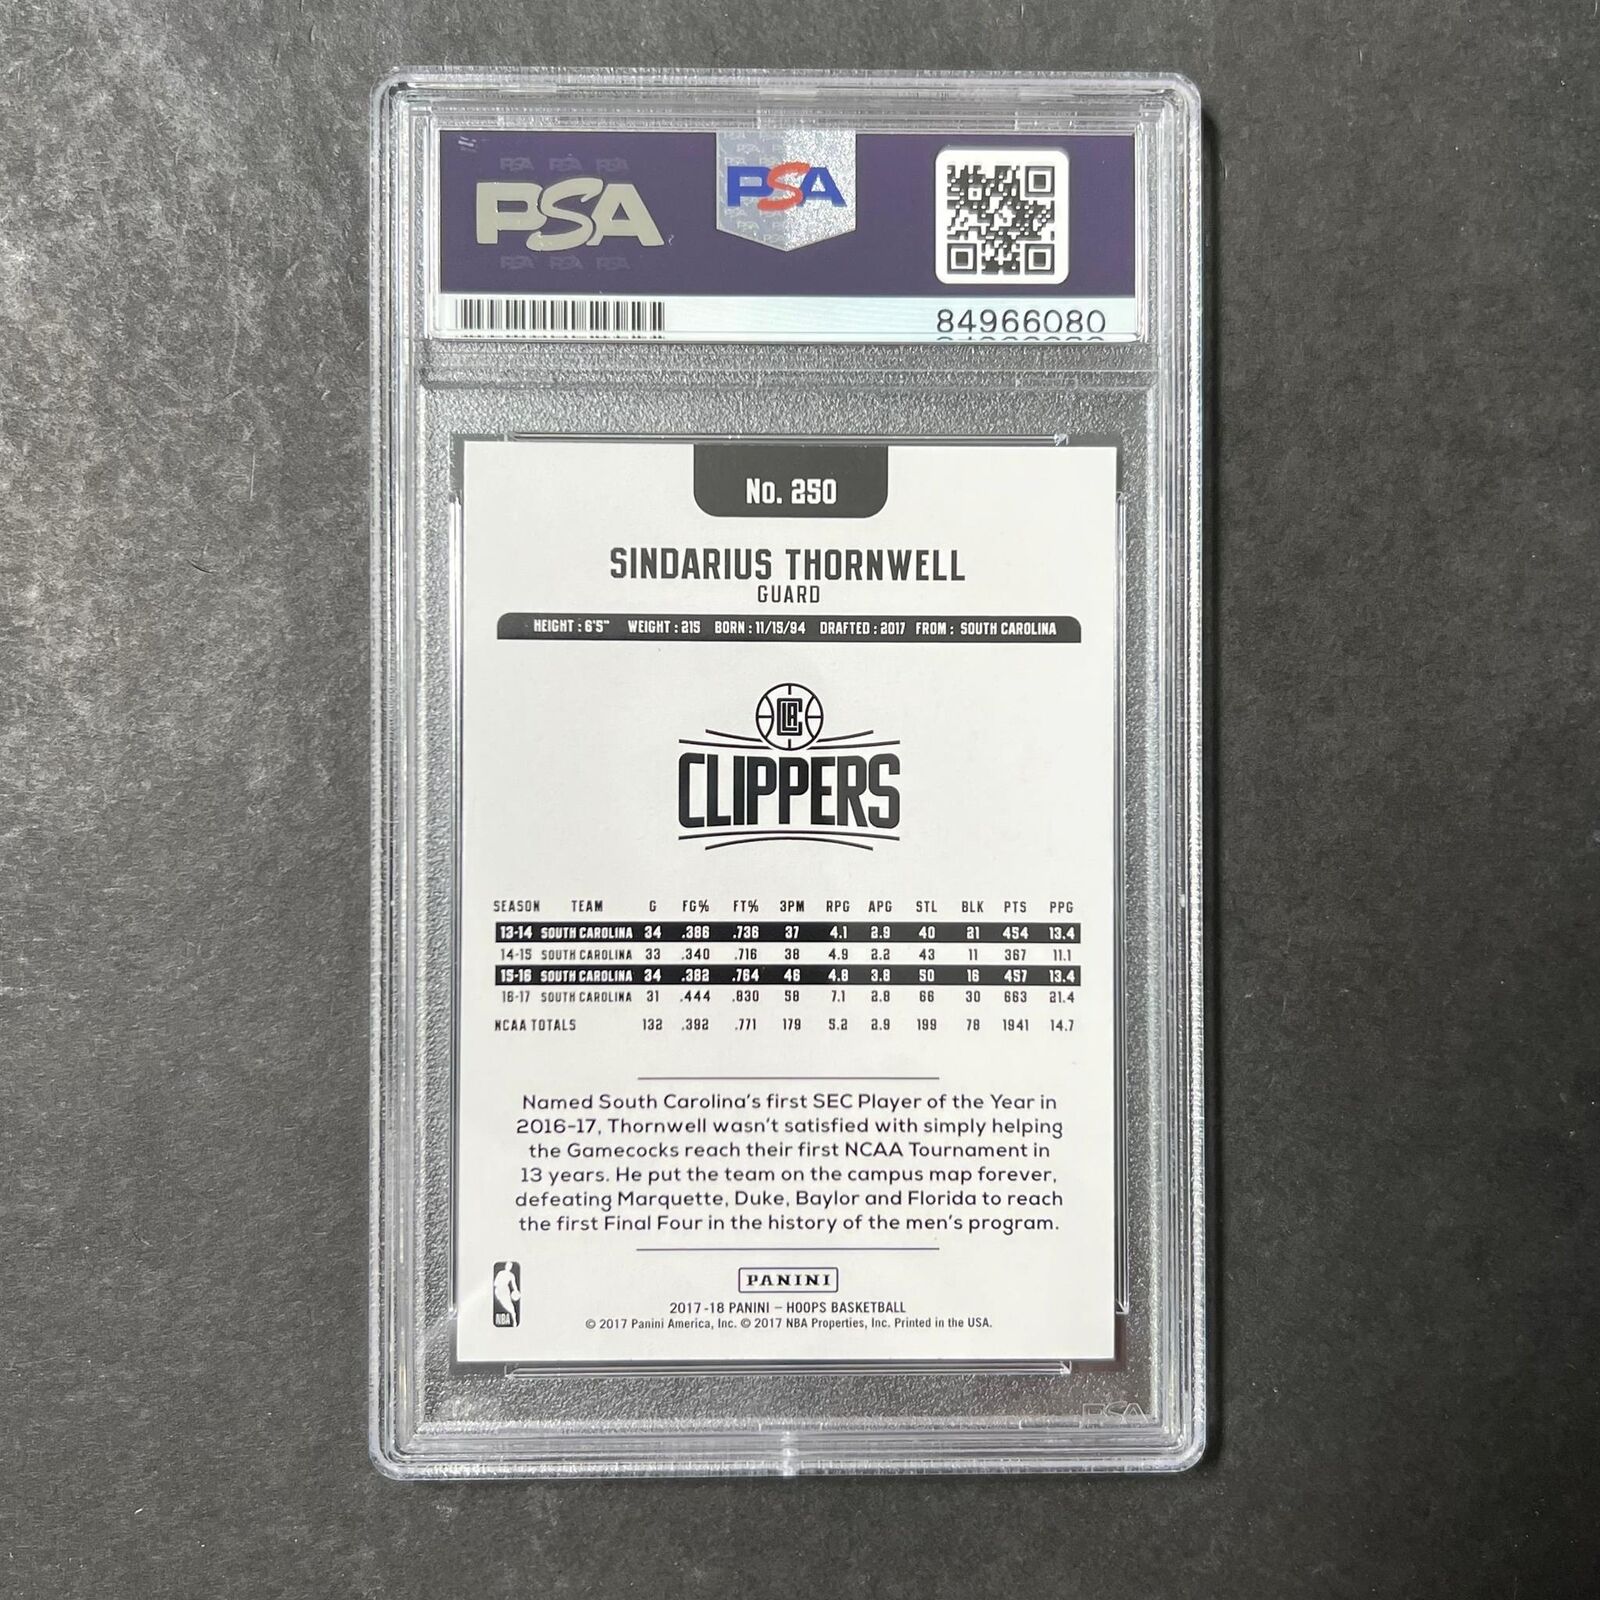 PSA
PSA
84966080
No. 250
SINDARIUS THORNWELL
GUARD
HEIGHT : 6'5" WEIGHT : 215 BORN : 11/15/94 DRAFTED : 2017 FROM : SOUTH CAROLINA
LAC
CLIPPERS
SEASON TEAM G FG% FT% 3PM RPG APG STL BLK PTS PPG
13-14 SOUTH CAROLINA 34 .386 .736 37 4.1 2.9 40 21 454 13.4
14-15 SOUTH CAROLINA 33 .340 .716 38 4.9 2.2 43 11 367 11.1
15-16 SOUTH CAROLINA 34 .382 .764 46 4.8 3.8 50 16 457 13.4
16-17 SOUTH CAROLINA 31 .444 .830 58 7.1 2.8 66 30 663 21.4
NCAA TOTALS 132 .392 .771 179 5.2 2.9 199 78 1941 14.7
Named South Carolina's first SEC Player of the Year in
2016-17, Thornwell wasn't satisfied with simply helping
the Gamecocks reach their first NCAA Tournament in
13 years. He put the team on the campus map forever,
defeating Marquette, Duke, Baylor and Florida to reach
the first Final Four in the history of the men's program.
NBA
PANINI
2017-18 PANINI – HOOPS BASKETBALL
© 2017 Panini America, Inc. © 2017 NBA Properties, Inc. Printed in the USA.
PSA